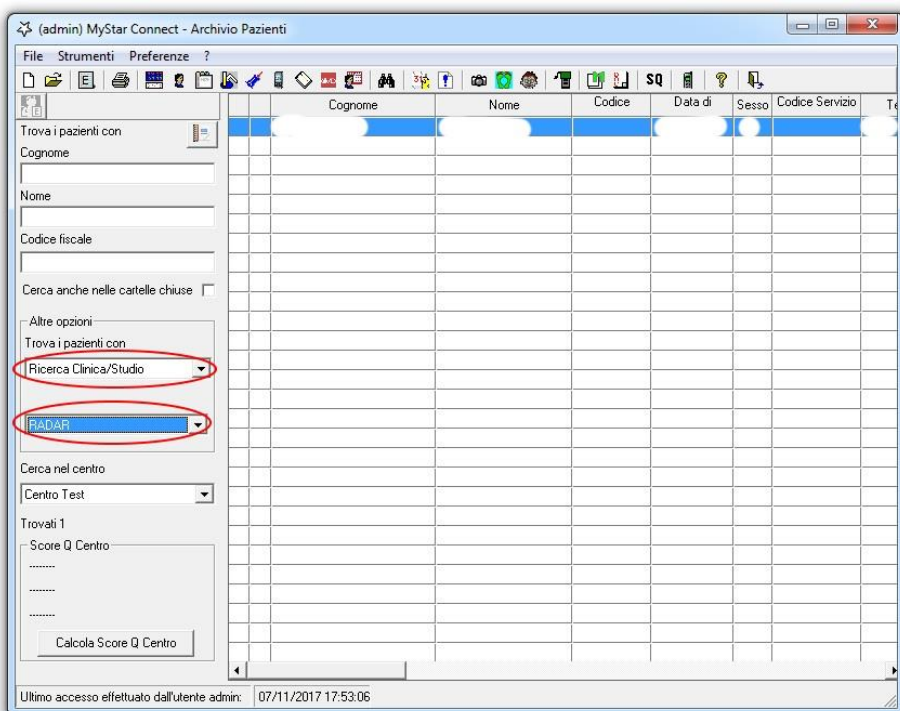 (admin) MyStar Connect - Archivio Pazienti
File Strumenti Preferenze ?
E
SQ
Cognome Nome Codice Data di Sesso Codice Servizio Te
Trova i pazienti con
Cognome
Nome
Codice fiscale
Cerca anche nelle cartelle chiuse
Altre opzioni
Trova i pazienti con
Ricerca Clinica/Studio
RADAR
Cerca nel centro
Centro Test
Trovati 1
Score Q Centro
--------
--------
--------
Calcola Score Q Centro
Ultimo accesso effettuato dall'utente admin: 07/11/2017 17:53:06